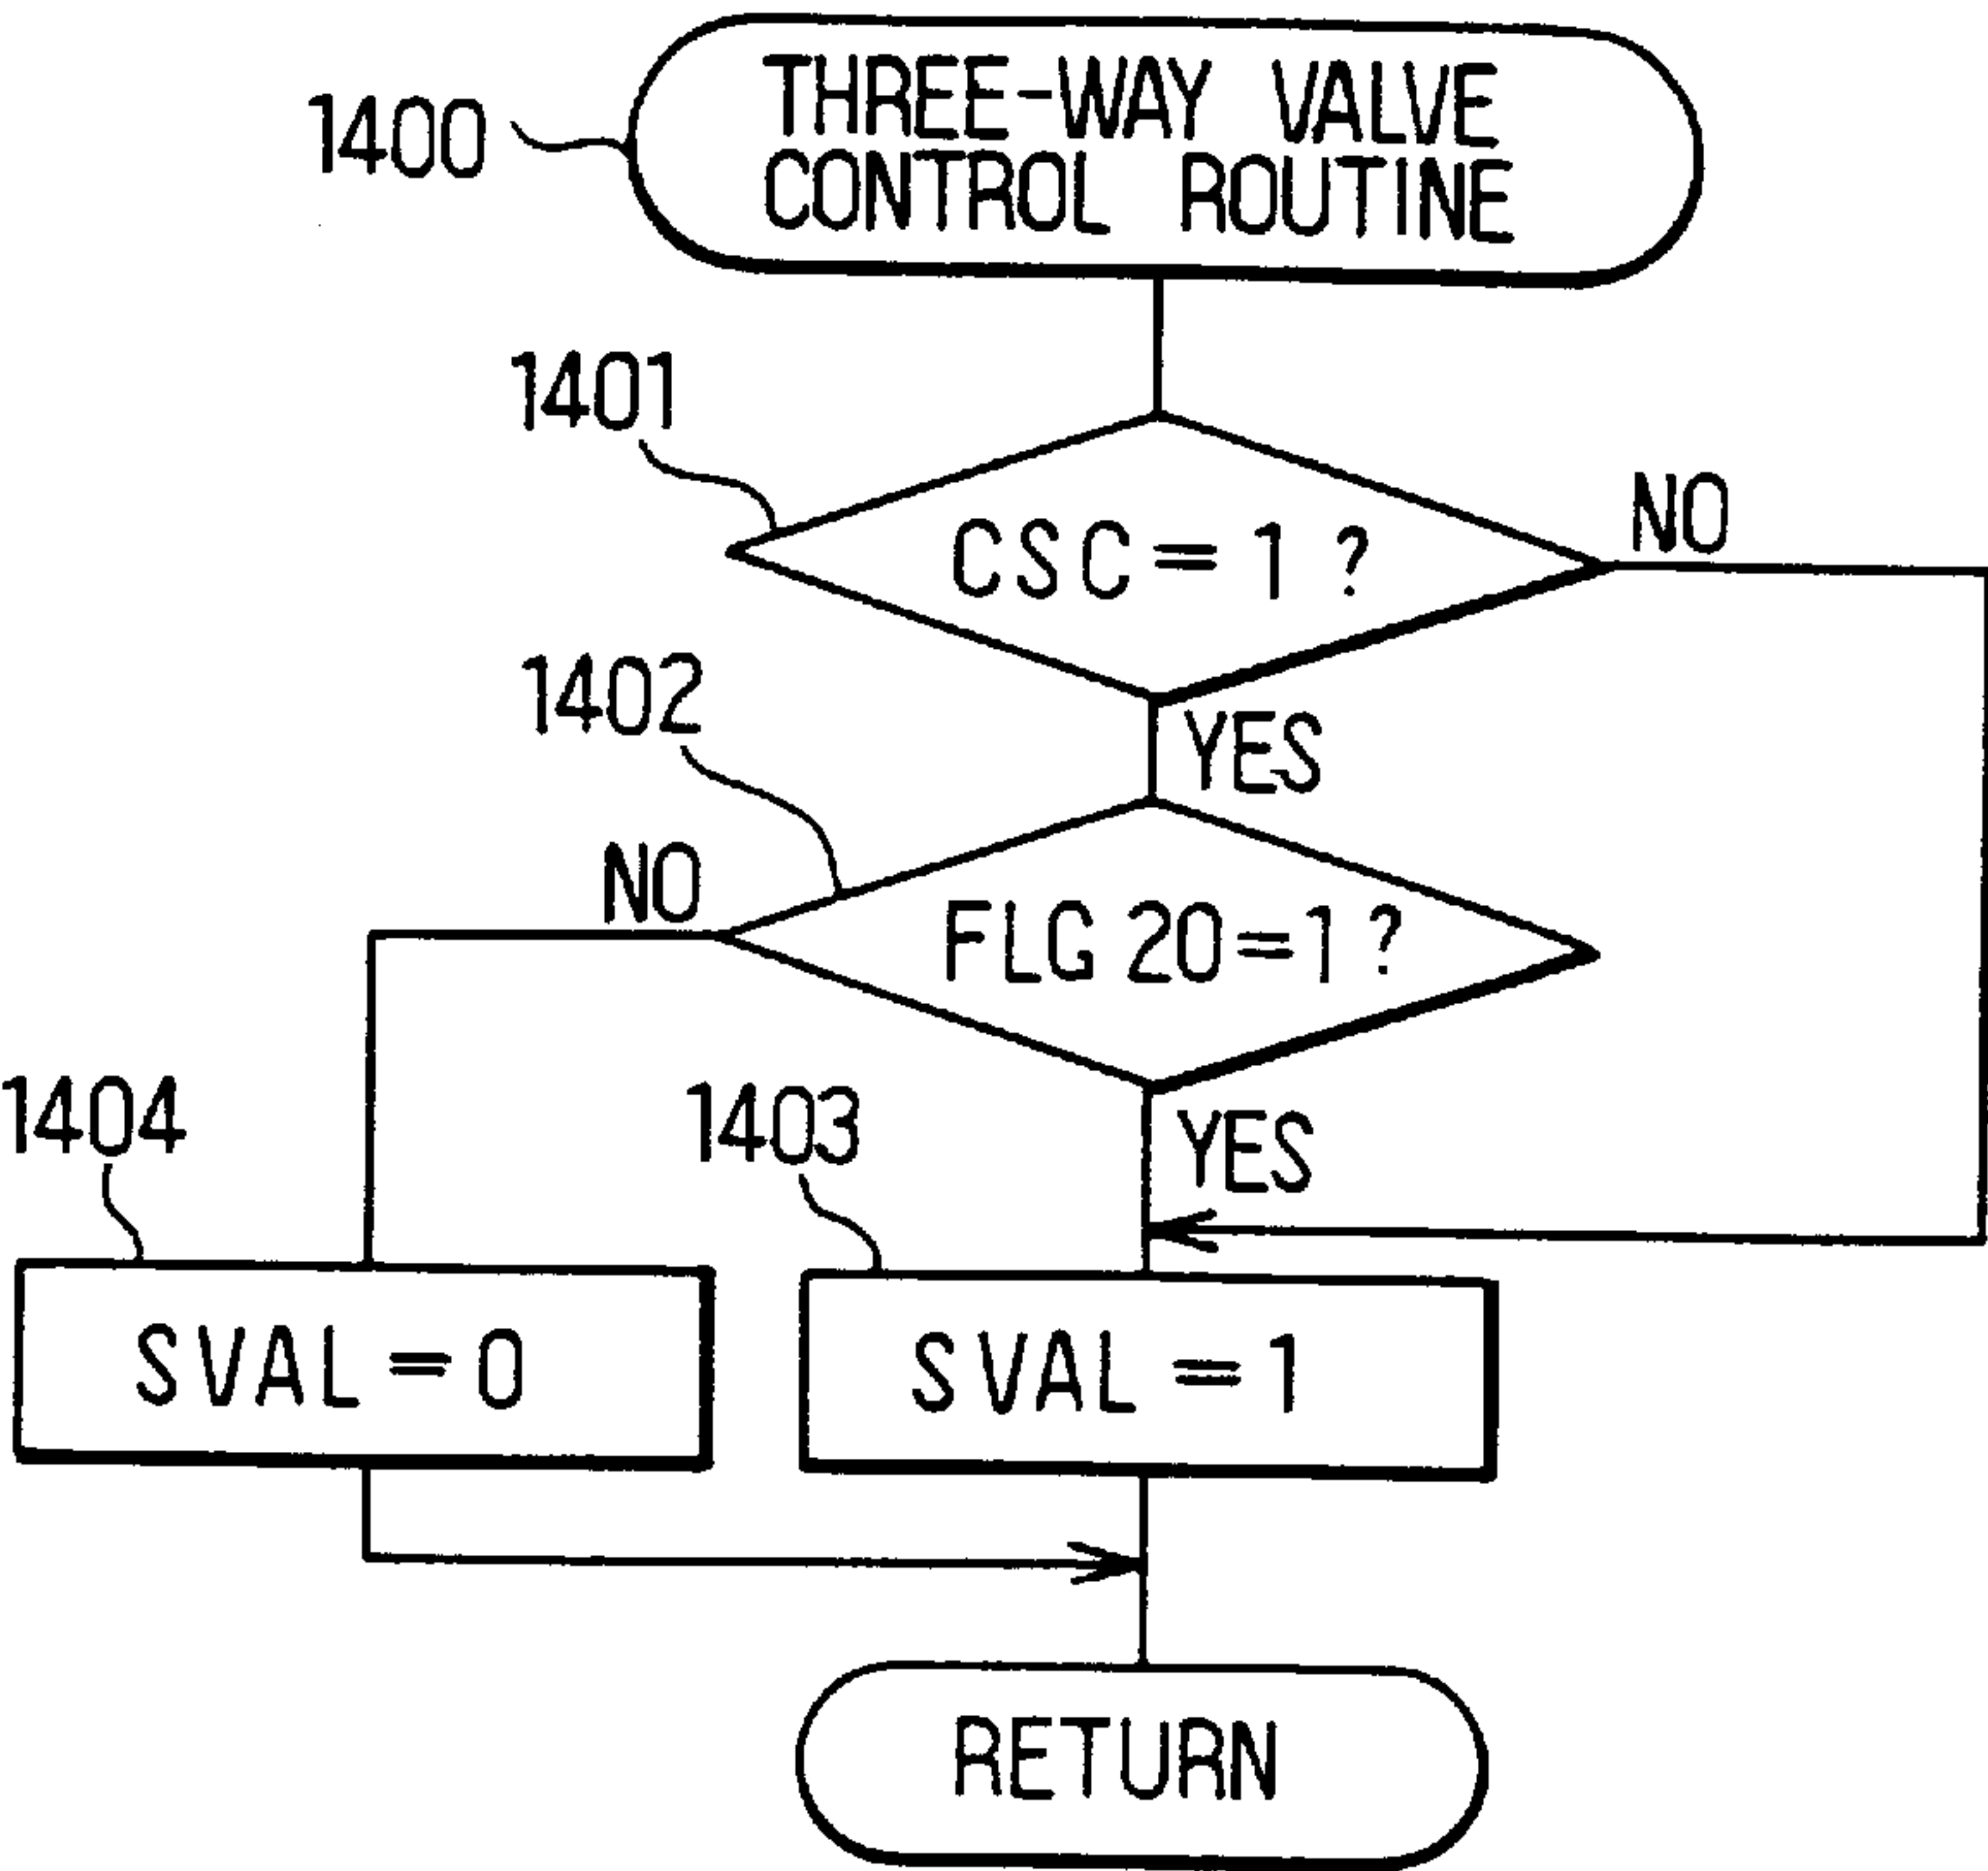 THREE-WAY VALVE
CONTROL ROUTINE
1400
1401
CSC = 1 ?
NO
YES
1402
FLG 20 = 1 ?
NO
YES
1404
1403
SVAL = 0
SVAL = 1
RETURN